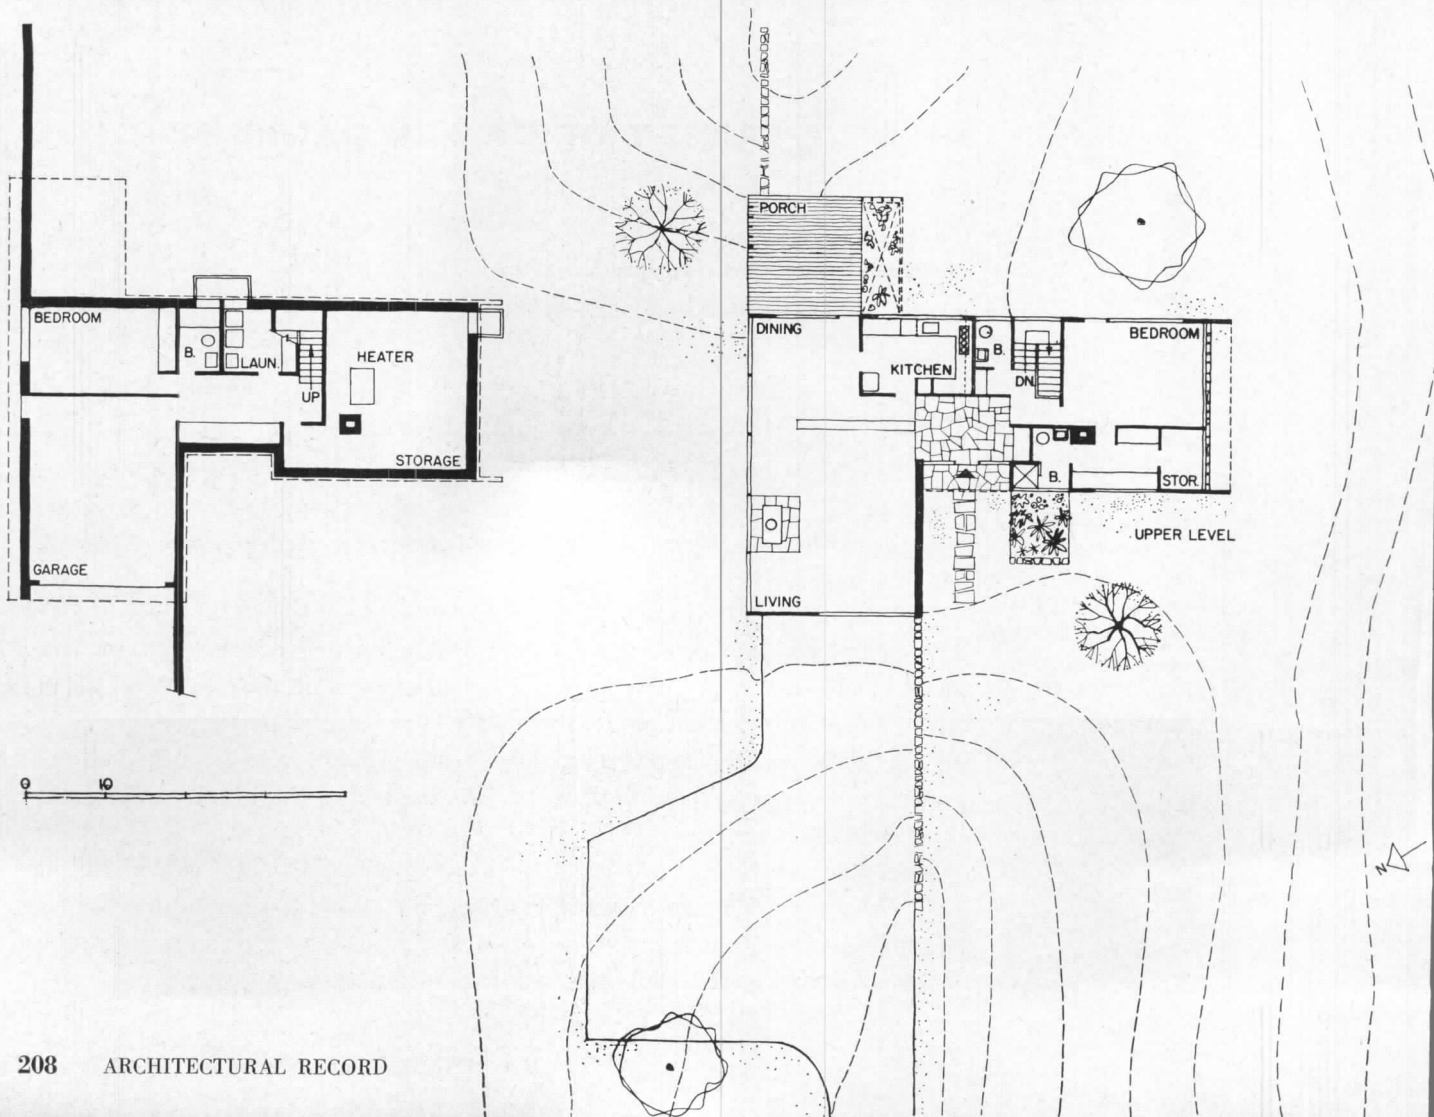 PORCH
BEDROOM
B.
LAUN.
UP
HEATER
STORAGE
GARAGE
DINING
KITCHEN
B.
DN.
BEDROOM
B.
STOR.
LIVING
UPPER LEVEL
0 10
N
208 ARCHITECTURAL RECORD